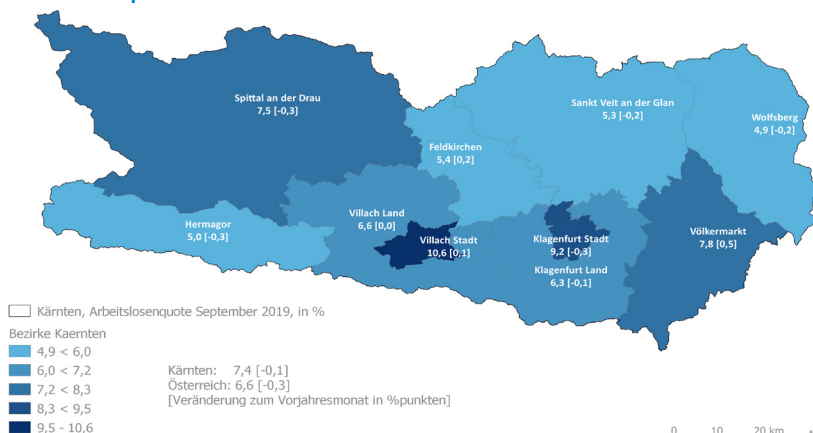 Spittal an der Drau
7,5 [-0,3]
Sankt Veit an der Glan
5,3 [-0,2]
Wolfsberg
4,9 [-0,2]
Feldkirchen
5,4 [0,2]
Villach Land
6,6 [0,0]
Hermagor
5,0 [-0,3]
Villach Stadt
10,6 [0,1]
Klagenfurt Stadt
9,2 [-0,3]
Klagenfurt Land
6,3 [-0,1]
Völkermarkt
7,8 [0,5]
Kärnten, Arbeitslosenquote September 2019, in %
Bezirke Kaernten
4,9 < 6,0
6,0 < 7,2
7,2 < 8,3
8,3 < 9,5
9,5 - 10,6
Kärnten: 7,4 [-0,1]
Österreich: 6,6 [-0,3]
[Veränderung zum Vorjahresmonat in %punkten]
0 10 20 km